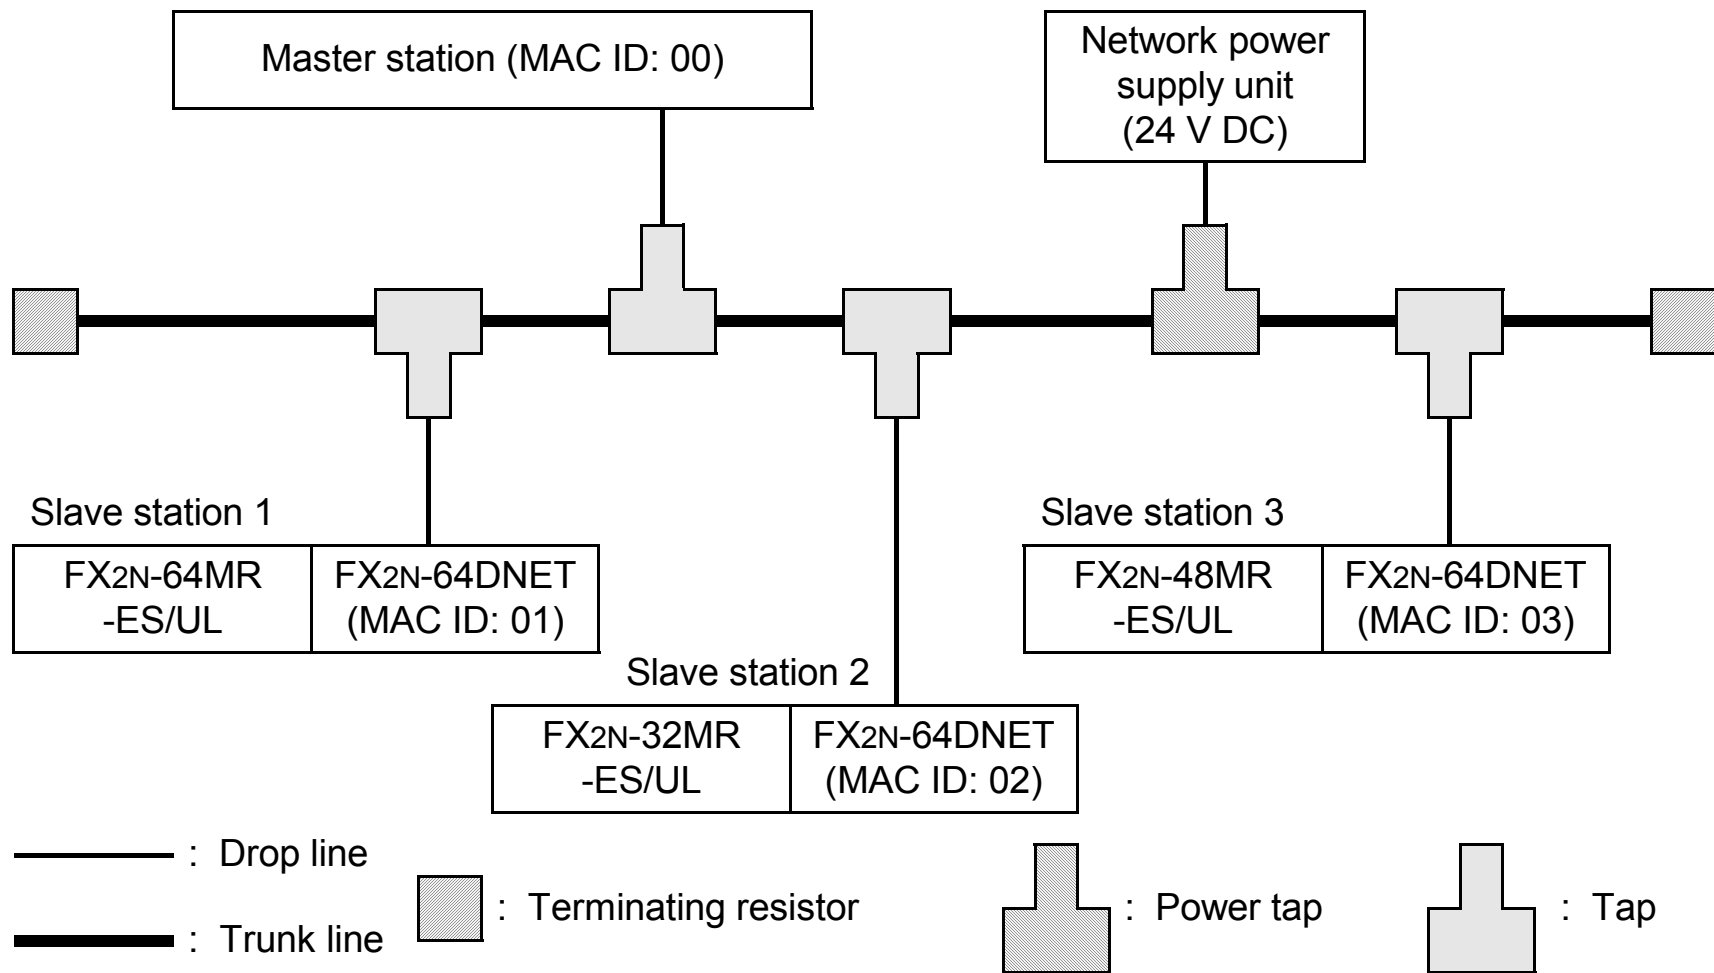 Master station (MAC ID: 00)
Network power
supply unit
(24 V DC)
Slave station 1
FX2N-64MR
-ES/UL
FX2N-64DNET
(MAC ID: 01)
Slave station 2
FX2N-32MR
-ES/UL
FX2N-64DNET
(MAC ID: 02)
Slave station 3
FX2N-48MR
-ES/UL
FX2N-64DNET
(MAC ID: 03)
: Drop line
: Trunk line
: Terminating resistor
: Power tap
: Tap